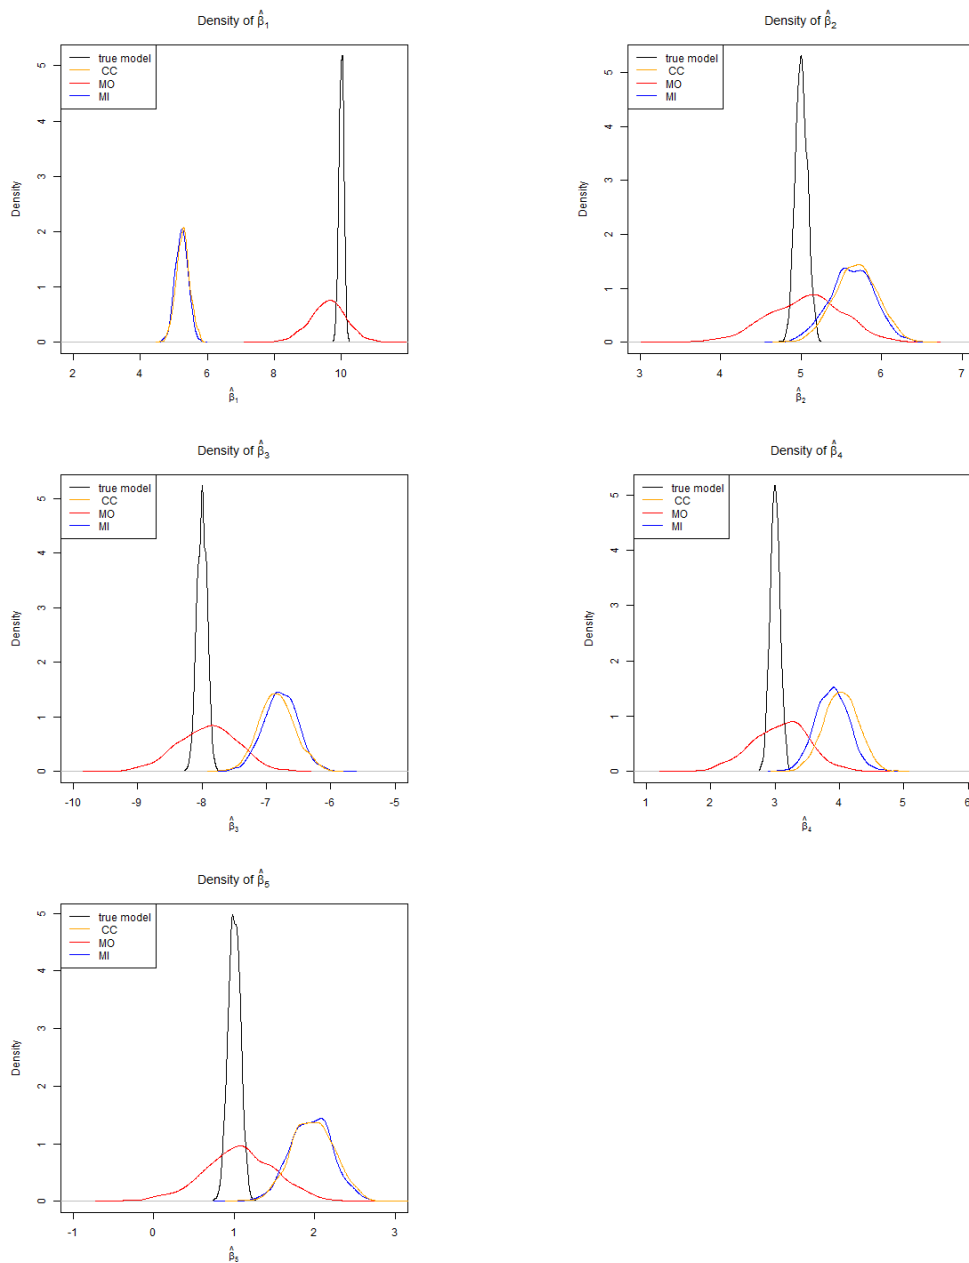 Density of β̂₁
true model
CC
MO
MI
Density
0 1 2 3 4 5
2 4 6 8 10
β̂₁
Density of β̂₂
true model
CC
MO
MI
Density
0 1 2 3 4 5
3 4 5 6 7
β̂₂
Density of β̂₃
true model
CC
MO
MI
Density
0 1 2 3 4 5
-10 -9 -8 -7 -6 -5
β̂₃
Density of β̂₄
true model
CC
MO
MI
Density
0 1 2 3 4 5
1 2 3 4 5 6
β̂₄
Density of β̂₅
true model
CC
MO
MI
Density
0 1 2 3 4 5
-1 0 1 2 3
β̂₅